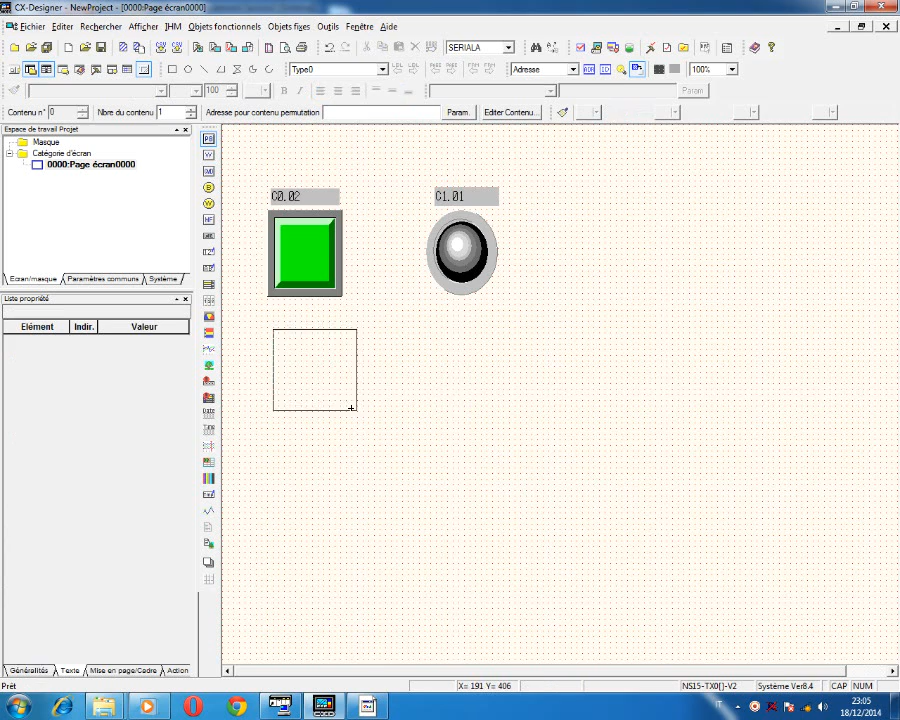 CX-Designer - NewProject - [0000:Page écran0000]
Fichier Editer Rechercher Afficher IHM Objets fonctionnels Objets fixes Outils Fenêtre Aide
SERIALA
Type0 Adresse 100%
100 B I Param
Contenu n° 0 Nbre du contenu 1 Adresse pour contenu permutation Param. Editer Contenu...
Espace de travail Projet
Masque
Catégorie d'écran
0000:Page écran0000
C0.02
C1.01
Ecran/masque Paramètres communs Système
Liste propriété
Elément Indir. Valeur
Date
Time
Généralités Texte Mise en page/Cadre Action
Prêt X= 191 Y= 406 NS15-TX0[]-V2 Système Ver8.4 CAP NUM
IT 23:05
18/12/2014